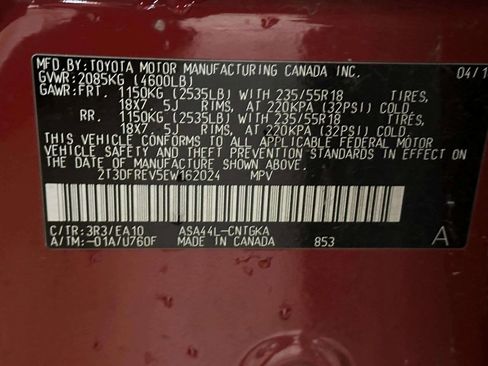 MFD. BY: TOYOTA MOTOR MANUFACTURING CANADA INC. 04/1
GVWR: 2085KG (4600LB)
GAWR: FRT. 1150KG (2535LB) WITH 235/55R18 TIRES,
18X7. 5J RIMS, AT 220KPA (32PSI) COLD.
RR. 1150KG (2535LB) WITH 235/55R18 TIRES,
18X7. 5J RIMS, AT 220KPA (32PSI) COLD.
THIS VEHICLE CONFORMS TO ALL APPLICABLE FEDERAL MOTOR
VEHICLE SAFETY AND THEFT PREVENTION STANDARDS IN EFFECT ON
THE DATE OF MANUFACTURE SHOWN ABOVE.
2T3DFREV5EW162024 MPV
C/TR: 3R3/EA10 ASA44L-CNTGKA
A/TM: -01A/U760F MADE IN CANADA 853 A